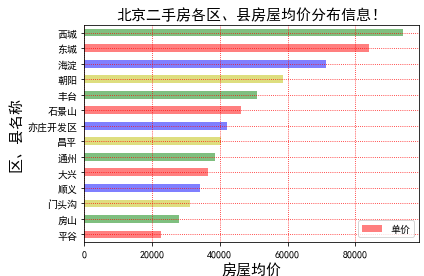 北京二手房各区、县房屋均价分布信息!
区、县名称
西城
东城
海淀
朝阳
丰台
石景山
亦庄开发区
昌平
通州
大兴
顺义
门头沟
房山
平谷
单价
0 20000 40000 60000 80000
房屋均价